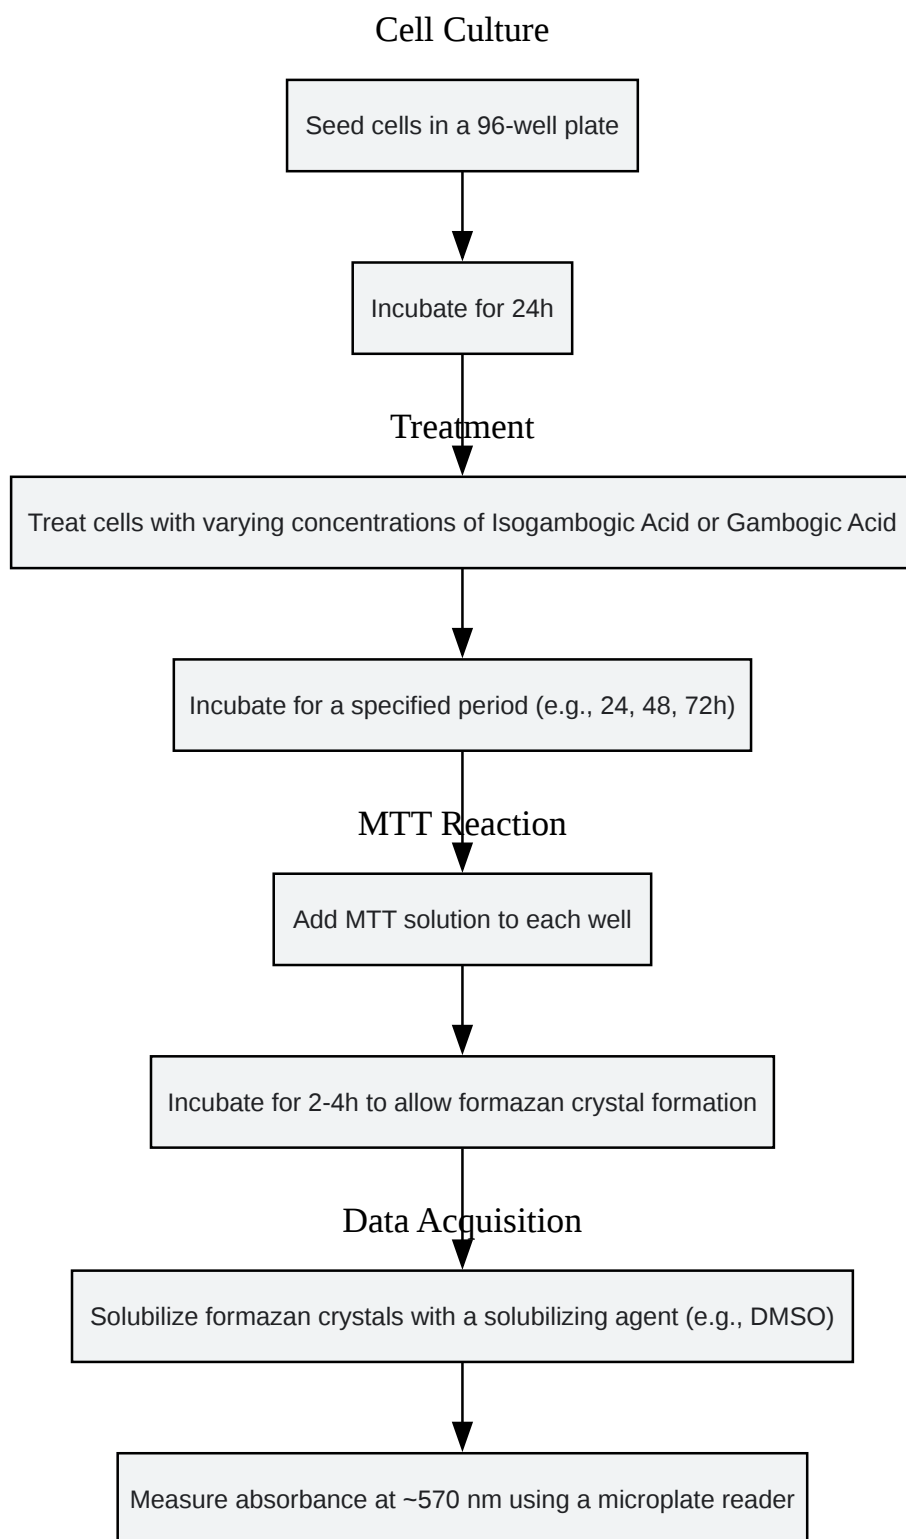 Cell Culture
Seed cells in a 96-well plate
Incubate for 24h
Treatment
Treat cells with varying concentrations of Isogambogic Acid or Gambogic Acid
Incubate for a specified period (e.g., 24, 48, 72h)
MTT Reaction
Add MTT solution to each well
Incubate for 2-4h to allow formazan crystal formation
Data Acquisition
Solubilize formazan crystals with a solubilizing agent (e.g., DMSO)
Measure absorbance at ~570 nm using a microplate reader